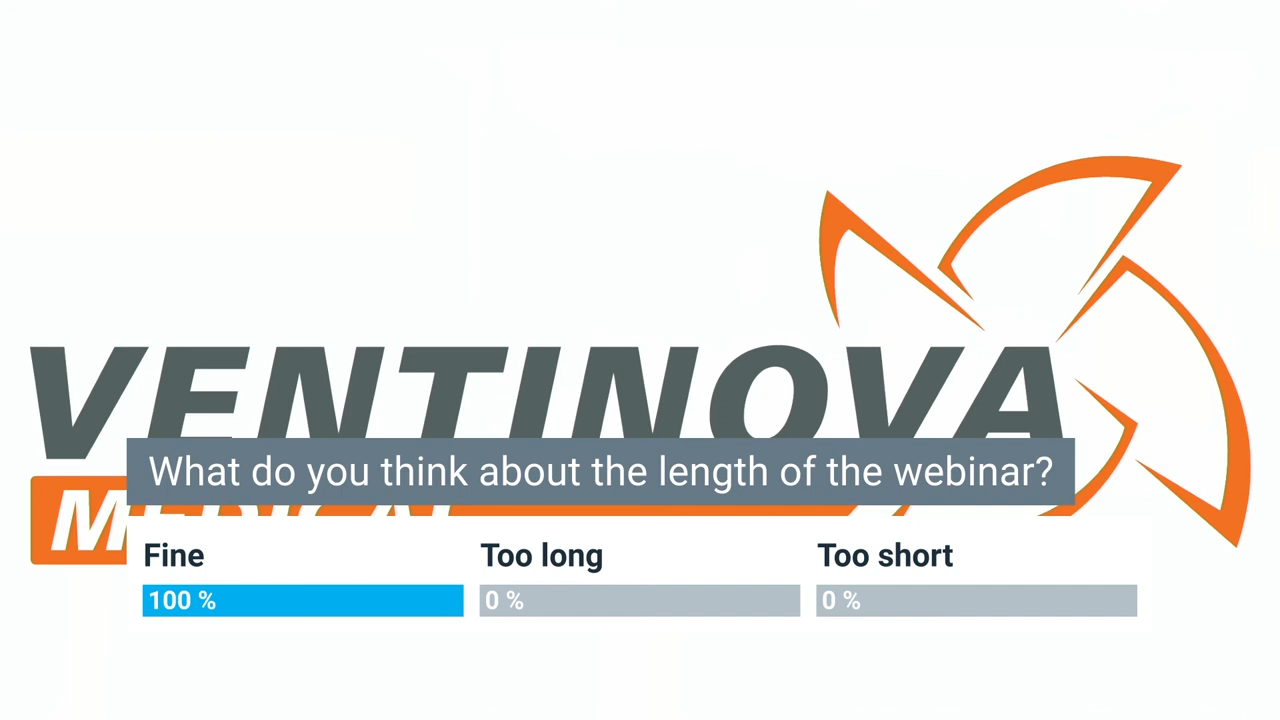 VENTINOVA
MEDICAL
What do you think about the length of the webinar?
Fine
Too long
Too short
100 %
0 %
0 %